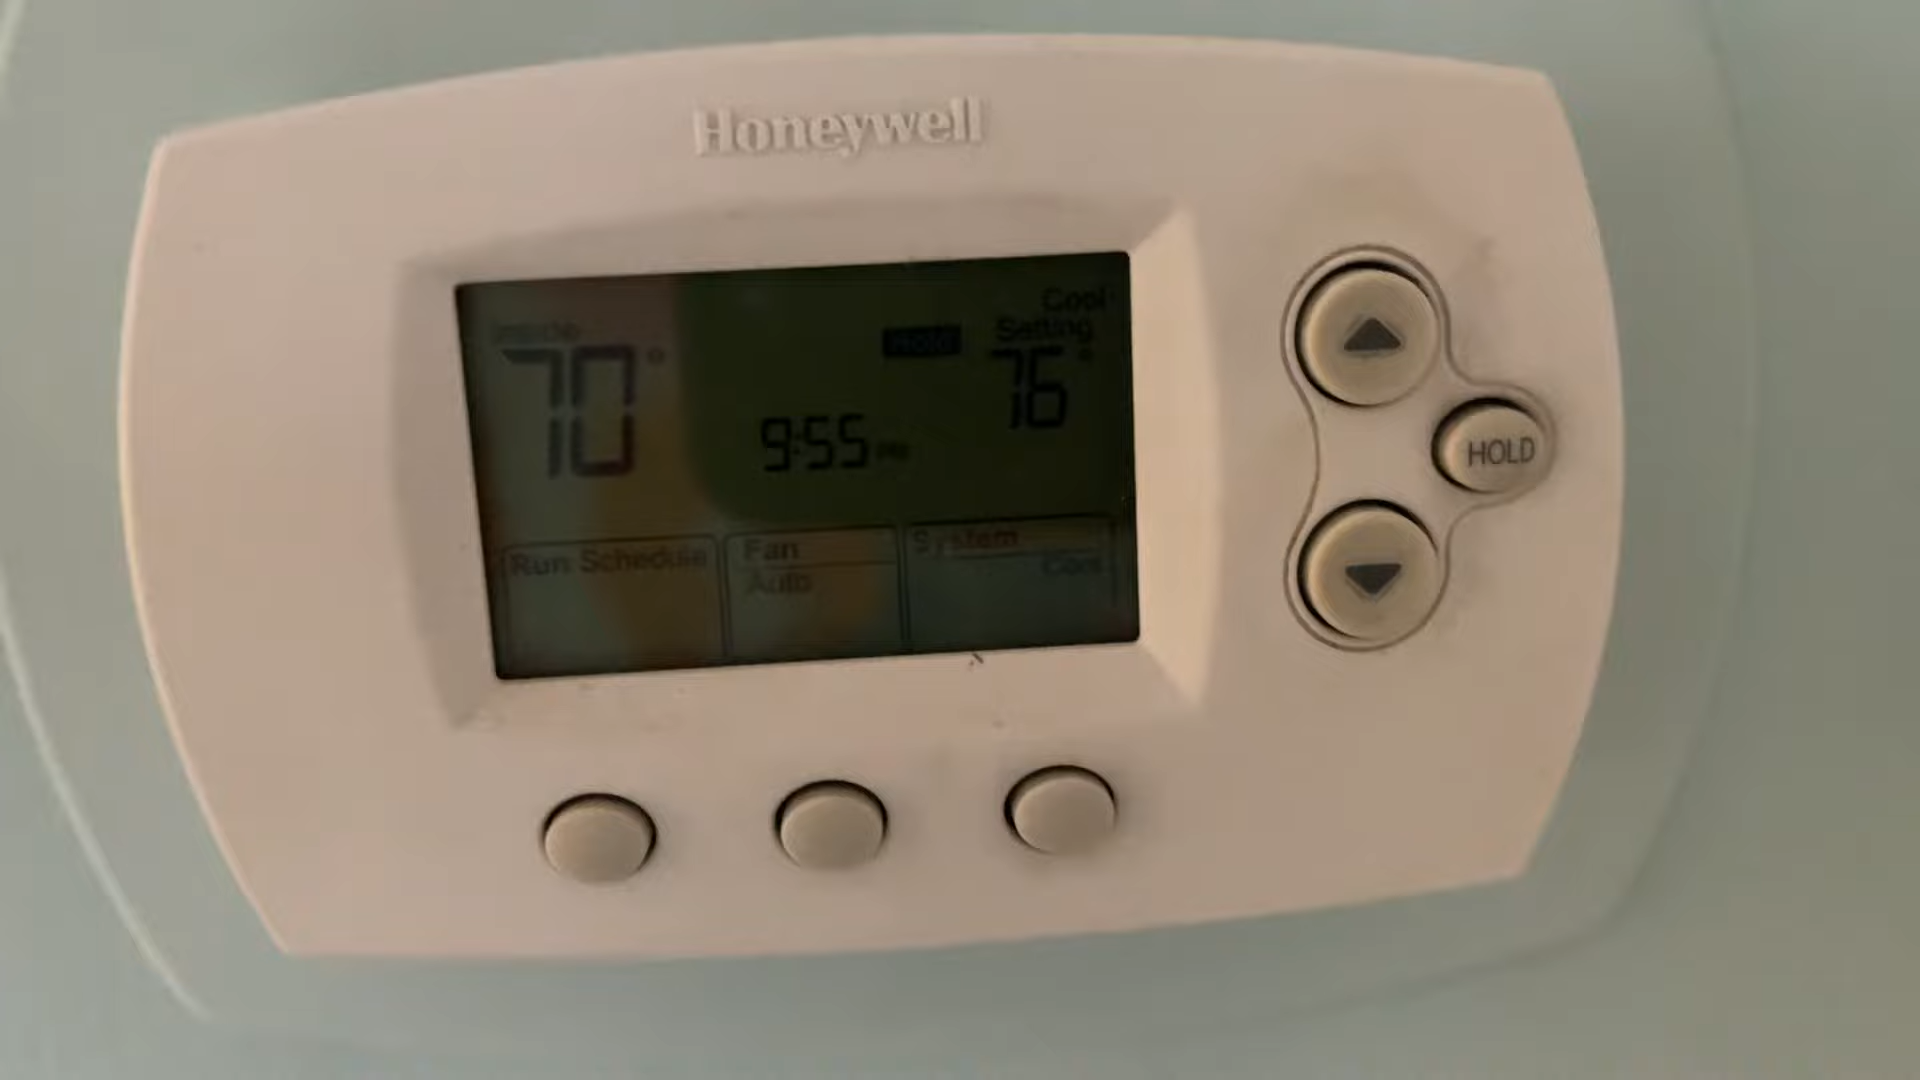 Honeywell
Cool
Setting
Inside
HOLD
70°
76°
9:55 PM
Run Schedule
Fan
Auto
System
Cool
HOLD